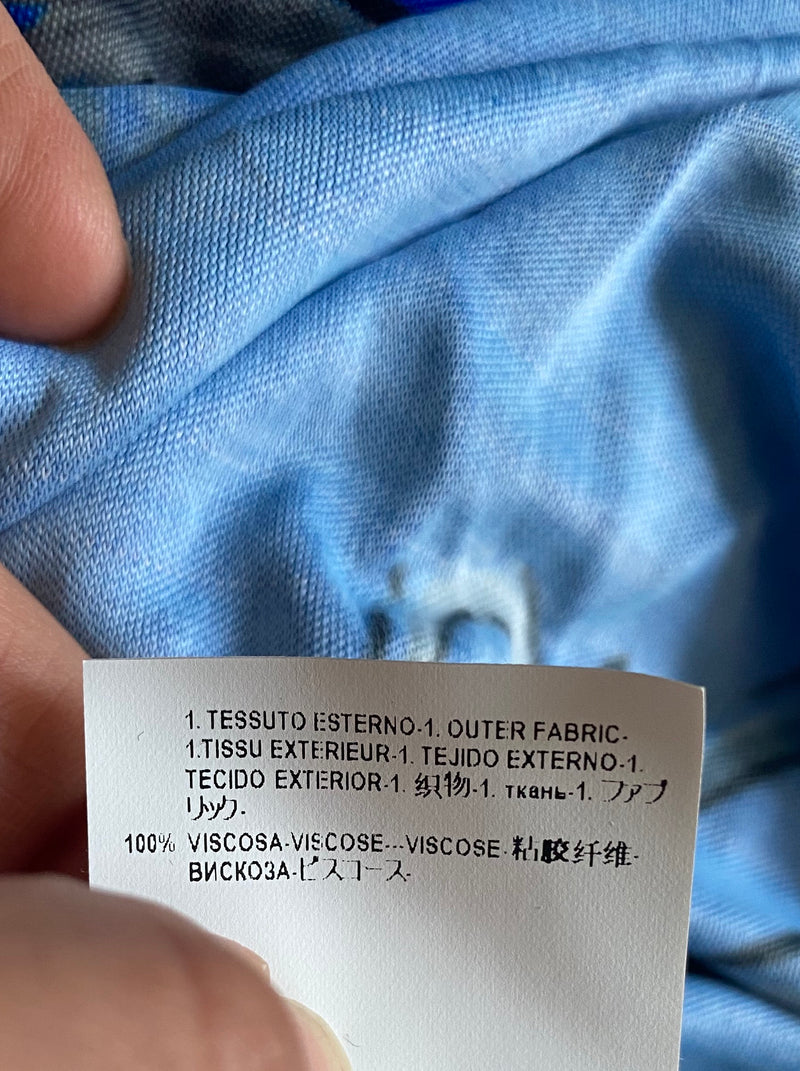 1. TESSUTO ESTERNO-1. OUTER FABRIC-
1.TISSU EXTERIEUR-1. TEJIDO EXTERNO-1.
TECIDO EXTERIOR-1. 织物-1. ткань-1. ファブ
リック-
100% VISCOSA-VISCOSE---VISCOSE-粘胶纤维-
ВИСКОЗА-ビスコース-